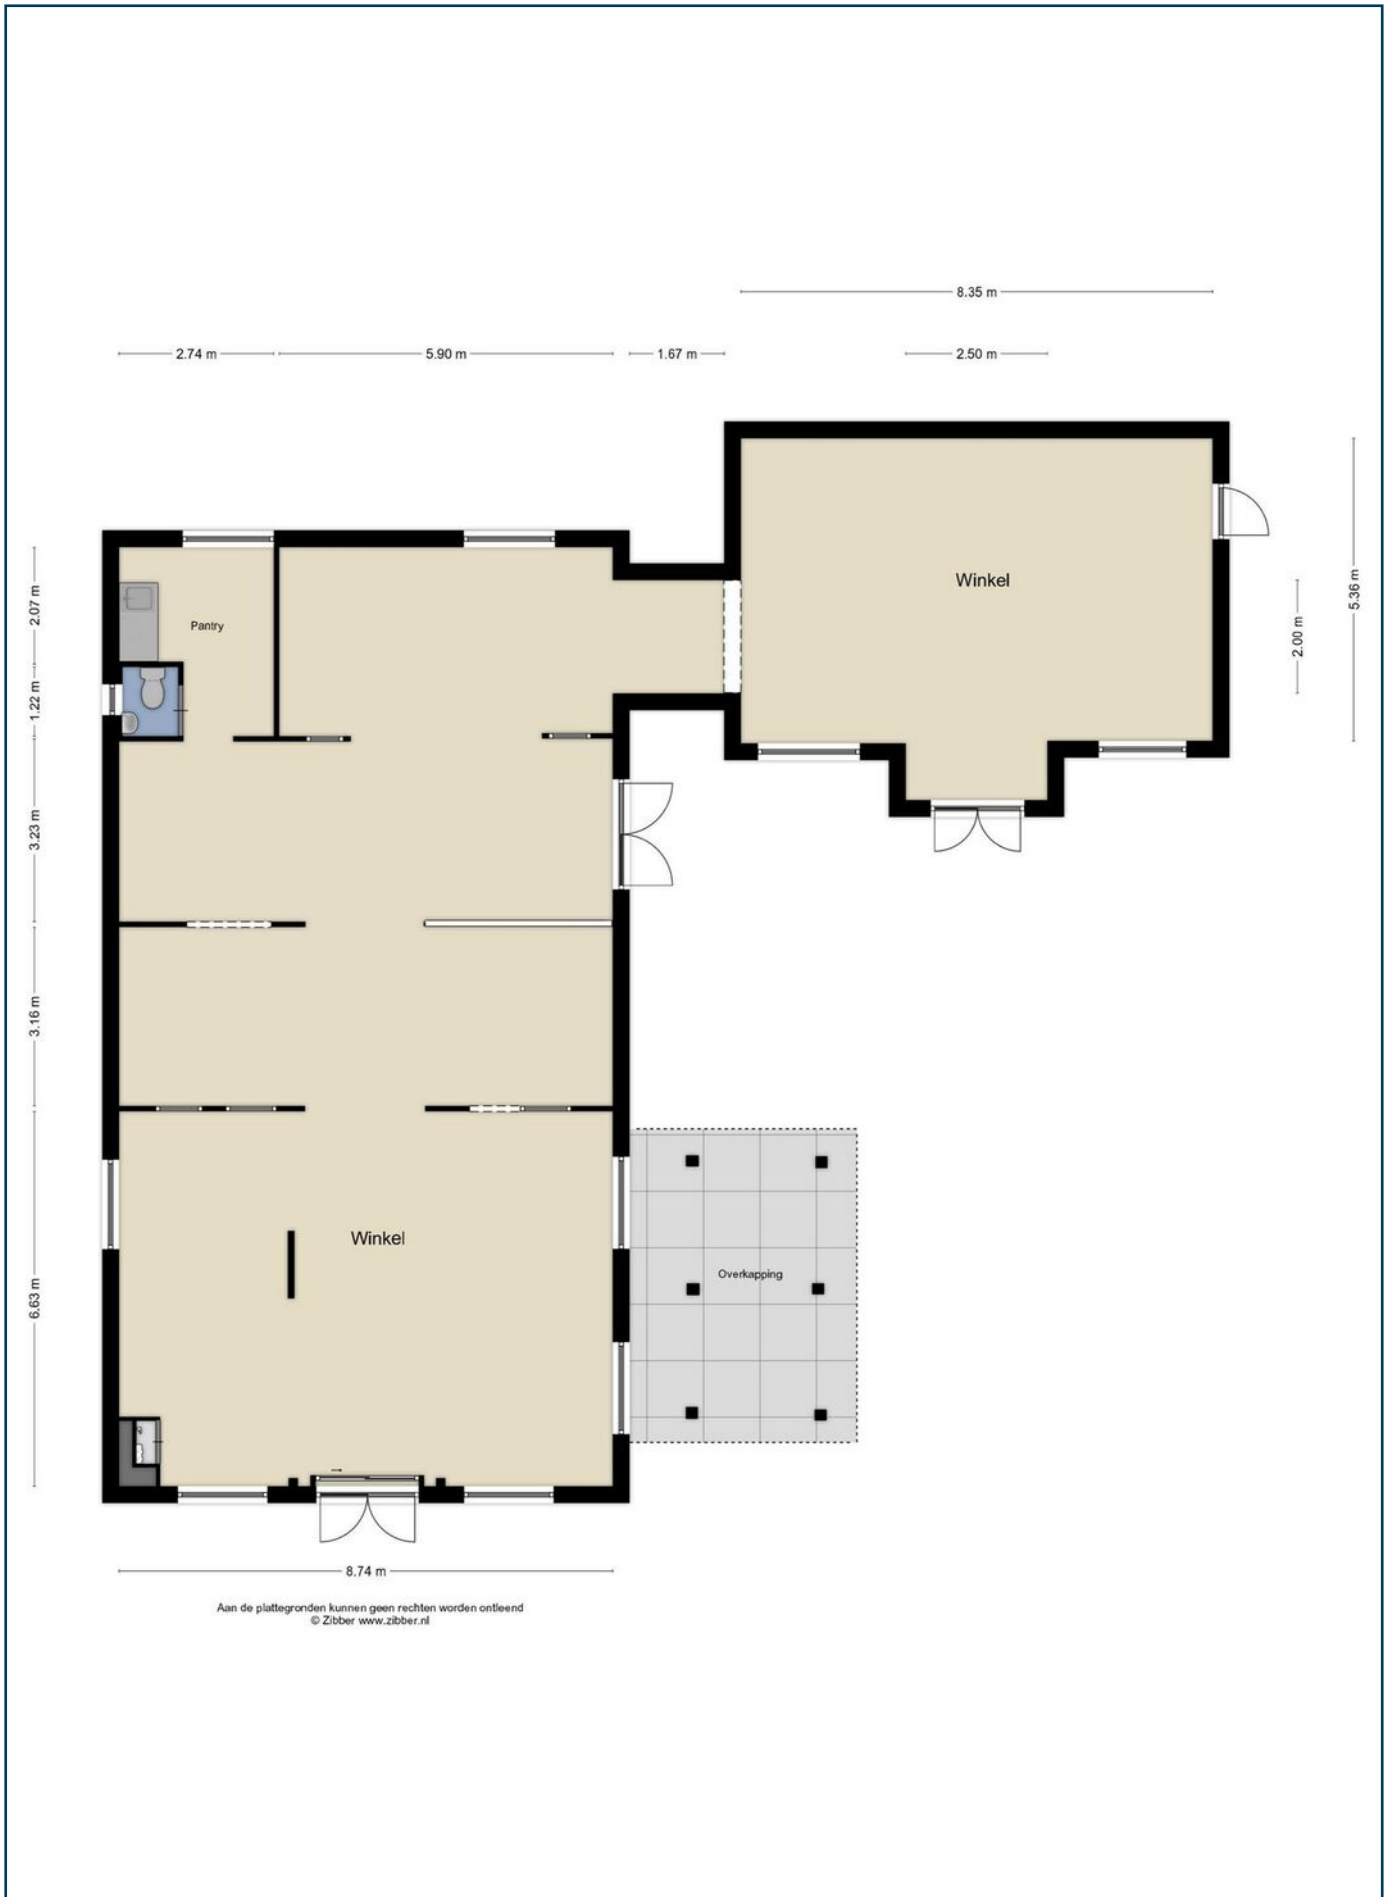 8.35 m
2.74 m
5.90 m
1.67 m
2.50 m
Winkel
5.36 m
2.00 m
2.07 m
Pantry
1.22 m
3.23 m
3.16 m
Winkel
6.63 m
Overkapping
8.74 m
Aan de plattegronden kunnen geen rechten worden ontleend
© Zibber www.zibber.nl